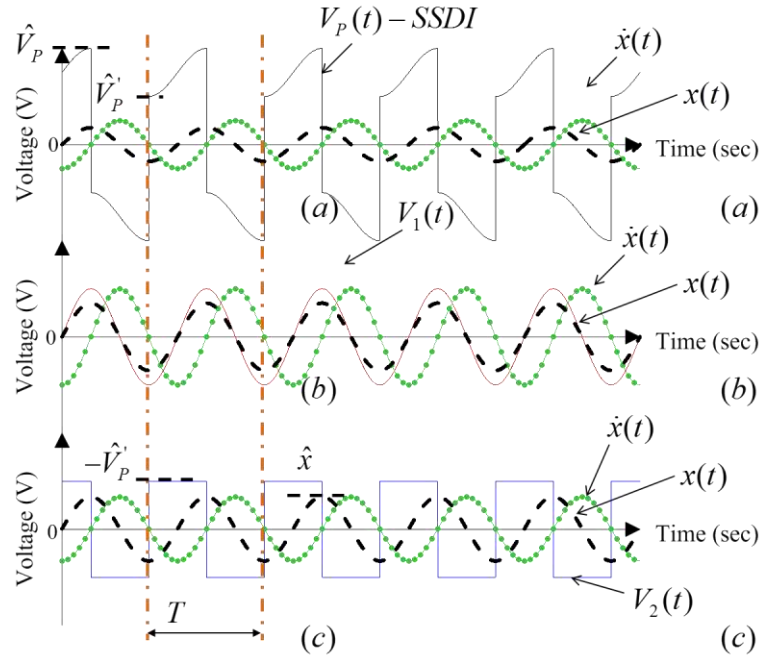 V̂_P
V_P(t) – SSDI
ẋ(t)
V̂_P'
x(t)
Voltage (V)
0
Time (sec)
(a)
V_1(t)
(a)
ẋ(t)
x(t)
Voltage (V)
0
Time (sec)
(b)
(b)
ẋ(t)
–V̂_P'
x̂
x(t)
Voltage (V)
0
Time (sec)
V_2(t)
T
(c)
(c)